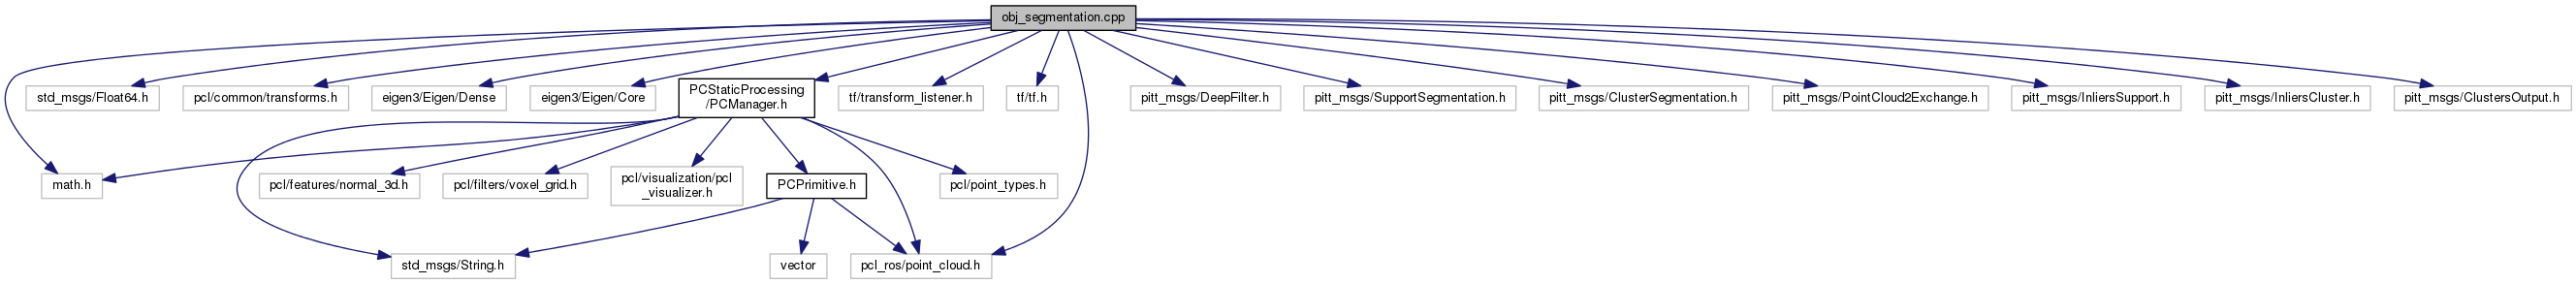 obj_segmentation.cpp
std_msgs/Float64.h
pcl/common/transforms.h
eigen3/Eigen/Dense
eigen3/Eigen/Core
PCStaticProcessing
/PCManager.h
tf/transform_listener.h
tf/tf.h
pitt_msgs/DeepFilter.h
pitt_msgs/SupportSegmentation.h
pitt_msgs/ClusterSegmentation.h
pitt_msgs/PointCloud2Exchange.h
pitt_msgs/InliersSupport.h
pitt_msgs/InliersCluster.h
pitt_msgs/ClustersOutput.h
math.h
pcl/features/normal_3d.h
pcl/filters/voxel_grid.h
pcl/visualization/pcl
_visualizer.h
PCPrimitive.h
pcl/point_types.h
std_msgs/String.h
vector
pcl_ros/point_cloud.h